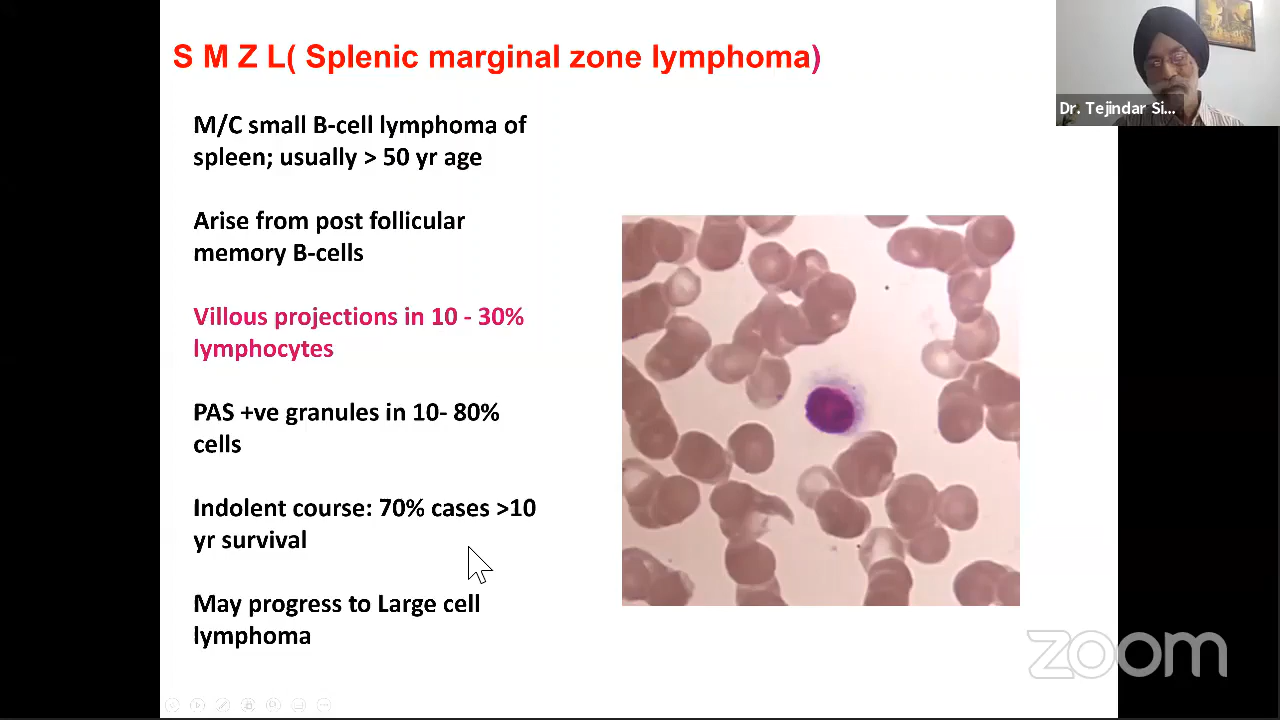 S M Z L( Splenic marginal zone lymphoma)
Dr. Tejindar Si...
M/C small B-cell lymphoma of
spleen; usually > 50 yr age
Arise from post follicular
memory B-cells
Villous projections in 10 - 30%
lymphocytes
PAS +ve granules in 10- 80%
cells
Indolent course: 70% cases >10
yr survival
May progress to Large cell
lymphoma
zoom